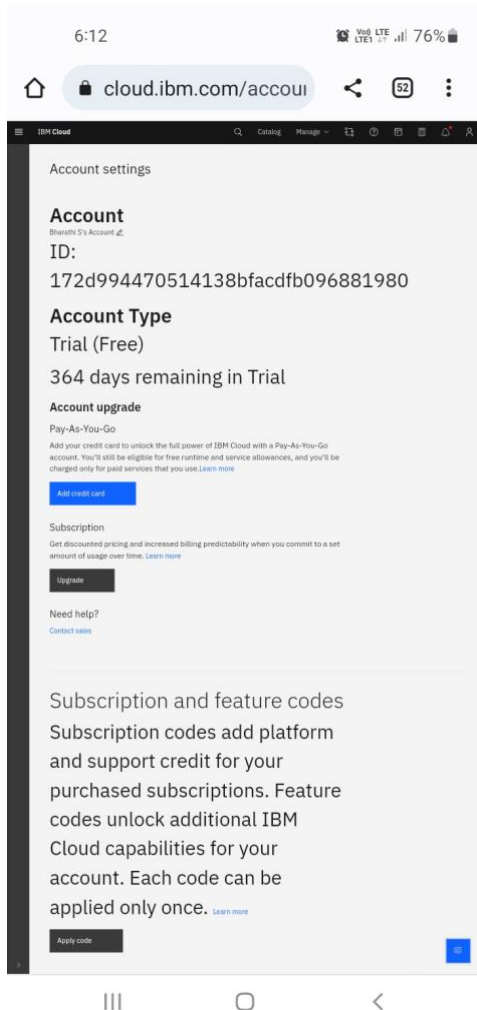 6:12
Vo) LTE
LTE1
76%
cloud.ibm.com/accou
52
IBM Cloud
Catalog
Manage
Account settings
Account
Bharathi S's Account
ID:
172d994470514138bfacdfb096881980
Account Type
Trial (Free)
364 days remaining in Trial
Account upgrade
Pay-As-You-Go
Add your credit card to unlock the full power of IBM Cloud with a Pay-As-You-Go
account. You'll still be eligible for free runtime and service allowances, and you'll be
charged only for paid services that you use.Learn more
Add credit card
Subscription
Get discounted pricing and increased billing predictability when you commit to a set
amount of usage over time. Learn more
Upgrade
Need help?
Contact sales
Subscription and feature codes
Subscription codes add platform
and support credit for your
purchased subscriptions. Feature
codes unlock additional IBM
Cloud capabilities for your
account. Each code can be
applied only once. Learn more
Apply code